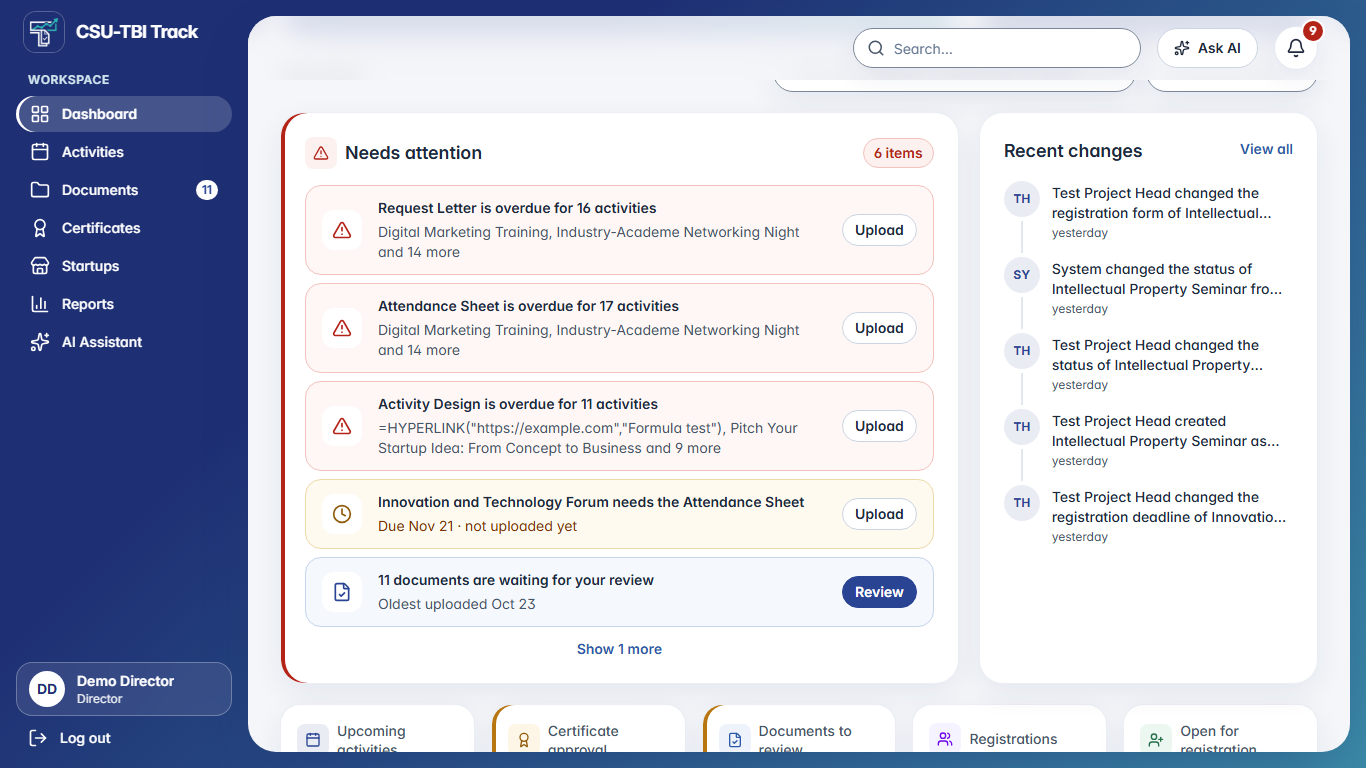 CSU-TBI Track
WORKSPACE
Dashboard
Activities
Documents 11
Certificates
Startups
Reports
AI Assistant
DD Demo Director
Director
Log out
Search...
Ask AI
9
Needs attention
6 items
Request Letter is overdue for 16 activities
Digital Marketing Training, Industry-Academe Networking Night
and 14 more
Upload
Attendance Sheet is overdue for 17 activities
Digital Marketing Training, Industry-Academe Networking Night
and 14 more
Upload
Activity Design is overdue for 11 activities
=HYPERLINK("https://example.com","Formula test"), Pitch Your
Startup Idea: From Concept to Business and 9 more
Upload
Innovation and Technology Forum needs the Attendance Sheet
Due Nov 21 · not uploaded yet
Upload
11 documents are waiting for your review
Oldest uploaded Oct 23
Review
Show 1 more
Recent changes
View all
TH
Test Project Head changed the
registration form of Intellectual...
yesterday
SY
System changed the status of
Intellectual Property Seminar fro...
yesterday
TH
Test Project Head changed the
status of Intellectual Property...
yesterday
TH
Test Project Head created
Intellectual Property Seminar as...
yesterday
TH
Test Project Head changed the
registration deadline of Innovatio...
yesterday
Upcoming
activities
Certificate
approval
Documents to
review
Registrations
Open for
registration